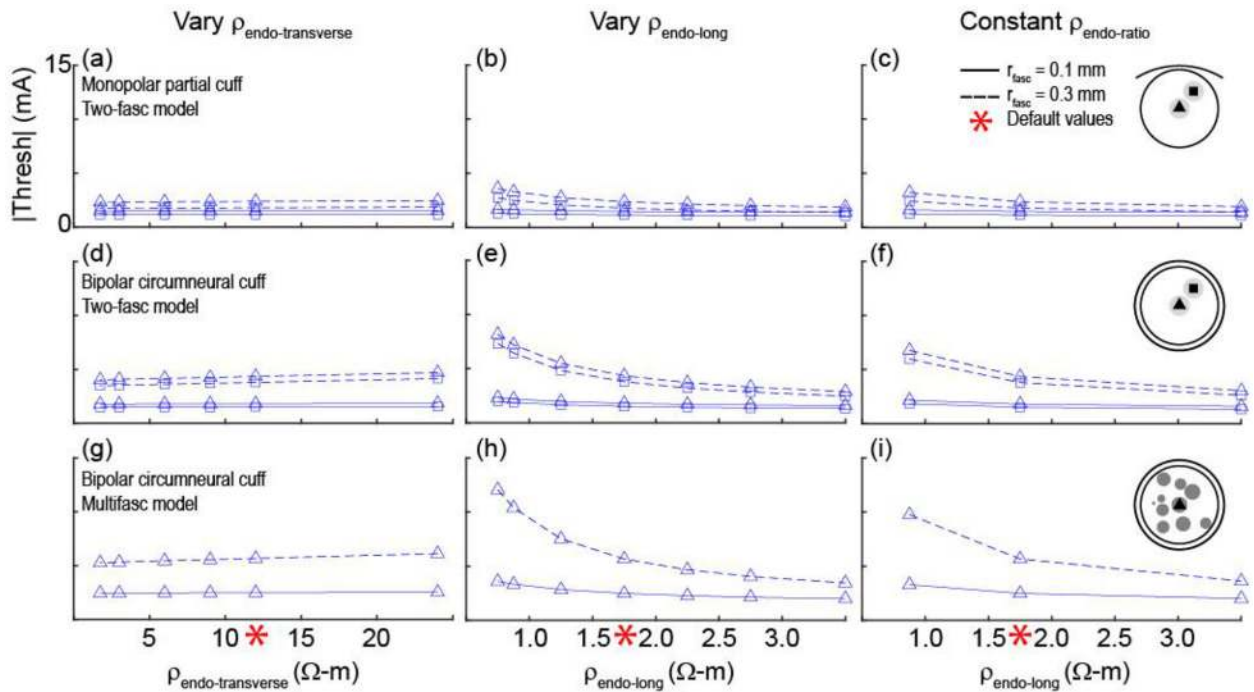 Vary ρendo-transverse
Vary ρendo-long
Constant ρendo-ratio
(a)
(b)
(c)
15
Monopolar partial cuff
Two-fasc model
rfasc = 0.1 mm
rfasc = 0.3 mm
Default values
|Thresh| (mA)
0
(d)
(e)
(f)
Bipolar circumneural cuff
Two-fasc model
(g)
(h)
(i)
Bipolar circumneural cuff
Multifasc model
5 10 15 20
1.0 1.5 2.0 2.5 3.0
1.0 1.5 2.0 2.5 3.0
ρendo-transverse (Ω-m)
ρendo-long (Ω-m)
ρendo-long (Ω-m)